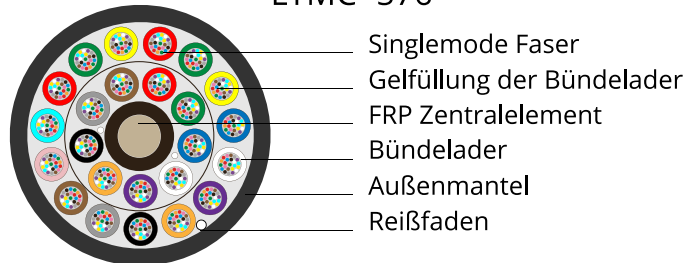 Singlemode Faser
Gelfüllung der Bündelader
FRP Zentralelement
Bündelader
Außenmantel
Reißfaden